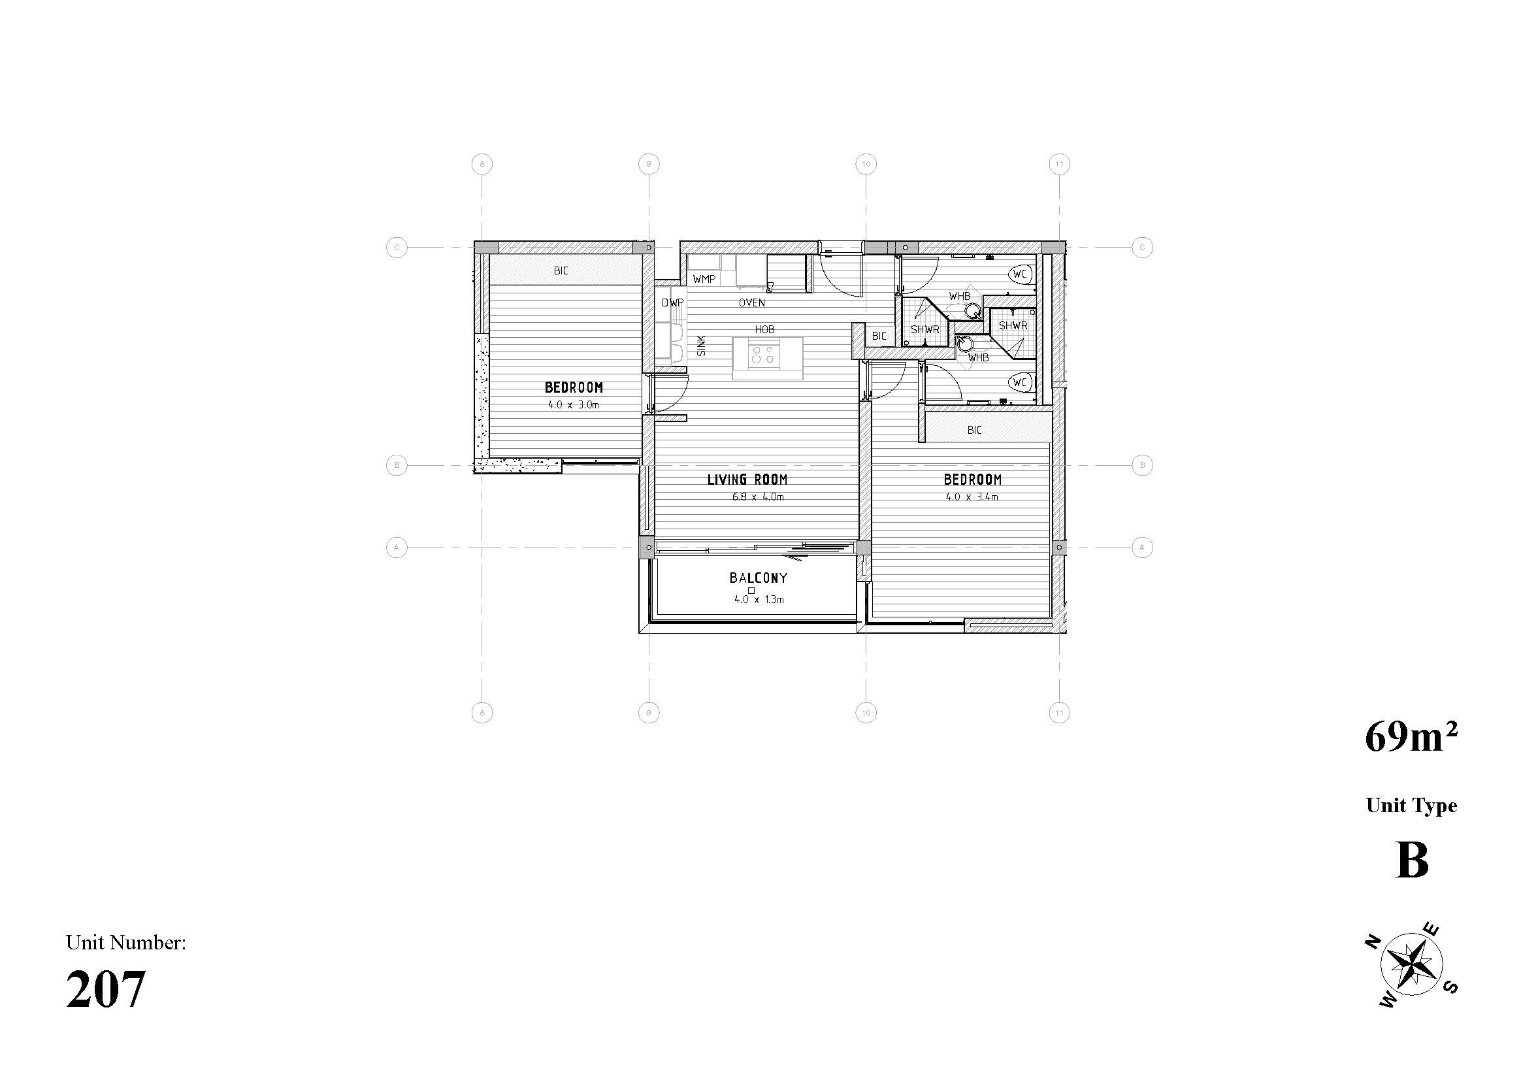 8 9 10 11
C C
BIC
WMP
WC
DWP
OVEN
WHB
HOB
SHWR
SHWR
SINK
BIC
WHB
BEDROOM
WC
4.0 x 3.0m
BIC
B B
LIVING ROOM
BEDROOM
6.8 x 4.0m
4.0 x 3.4m
A A
BALCONY
4.0 x 1.3m
8 9 10 11
69m²
Unit Type
B
N E
W S
Unit Number:
207